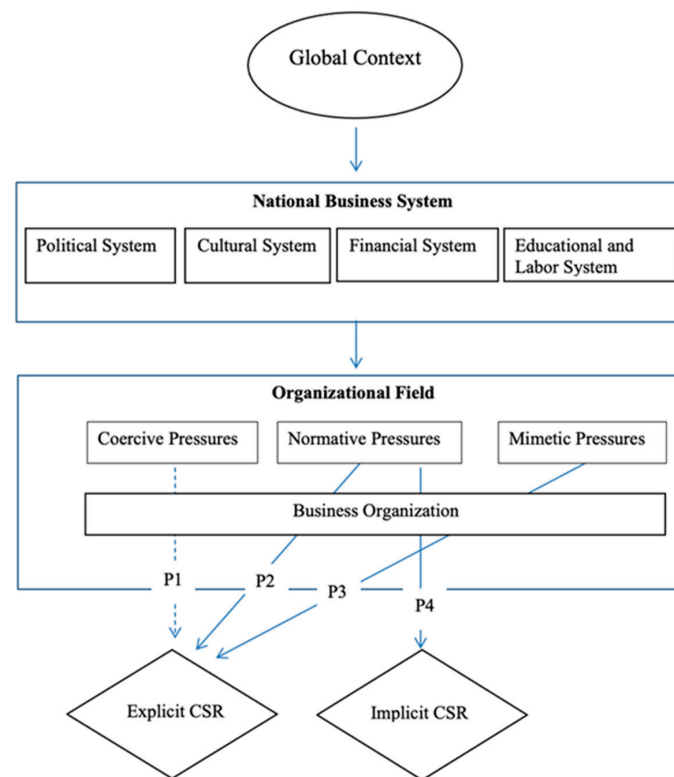 Global Context
National Business System
Political System
Cultural System
Financial System
Educational and
Labor System
Organizational Field
Coercive Pressures
Normative Pressures
Mimetic Pressures
Business Organization
P1
P2
P3
P4
Explicit CSR
Implicit CSR